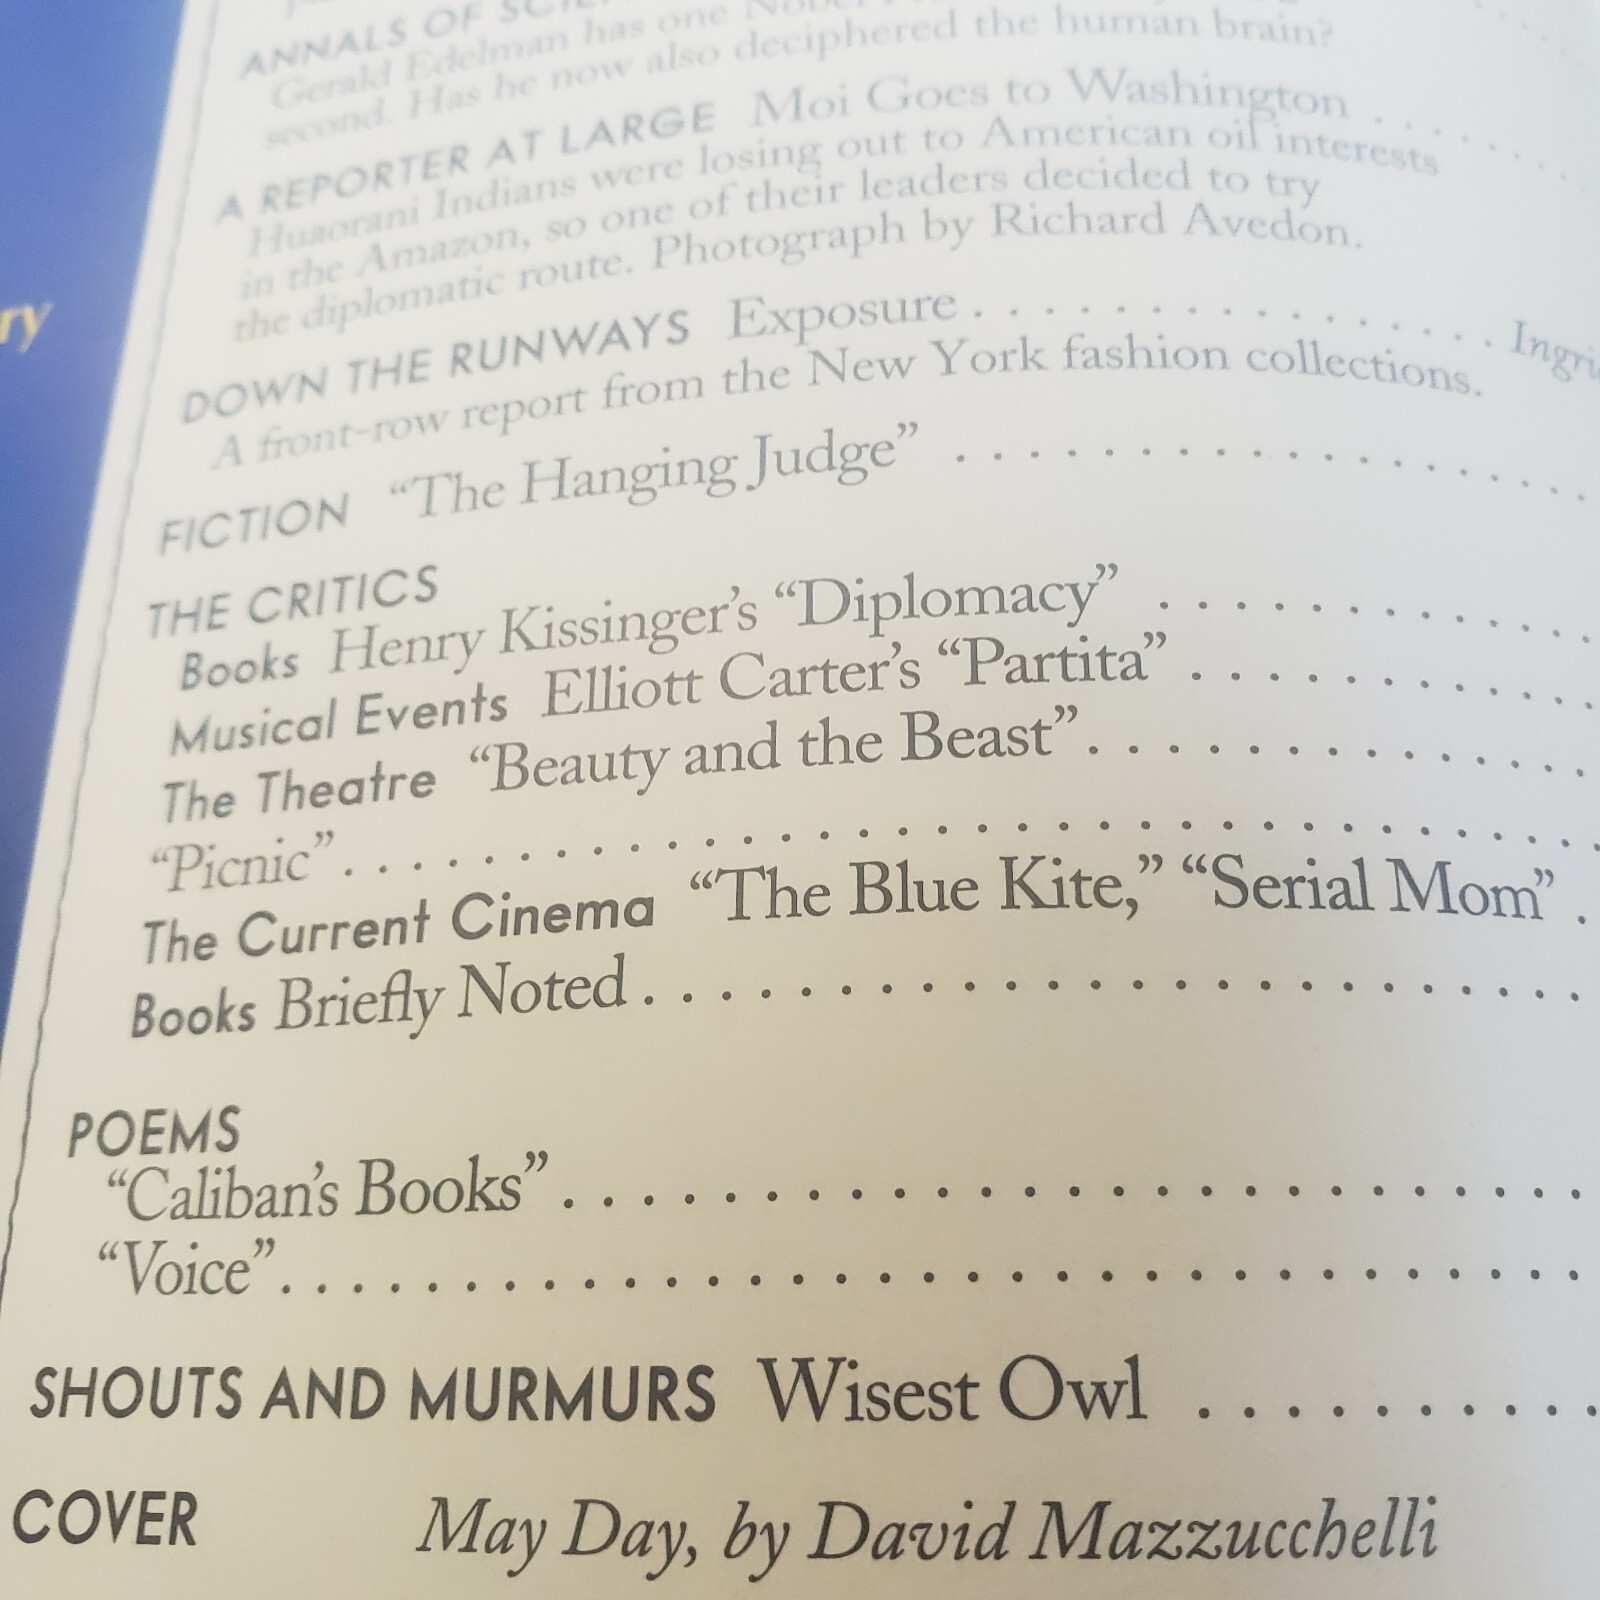 ANNALS OF
Gerald Edelman has one Nobel
second. Has he now also deciphered the human brain?
A REPORTER AT LARGE Moi Goes to Washington . . . . . . .
Huaorani Indians were losing out to American oil interests
in the Amazon, so one of their leaders decided to try
the diplomatic route. Photograph by Richard Avedon.
DOWN THE RUNWAYS Exposure . . . . . . . . . . . . . . . Ingri
A front-row report from the New York fashion collections.
FICTION “The Hanging Judge” . . . . . . . . . . . . . . .
THE CRITICS
Books Henry Kissinger’s “Diplomacy” . . . . . . . . . . . .
Musical Events Elliott Carter’s “Partita” . . . . . . . . . . .
The Theatre “Beauty and the Beast” . . . . . . . . . . . . .
“Picnic” . . . . . . . . . . . . . . . . . . . . . . . . . . . . . .
The Current Cinema “The Blue Kite,” “Serial Mom” .
Books Briefly Noted . . . . . . . . . . . . . . . . . . . . . . .
POEMS
“Caliban’s Books” . . . . . . . . . . . . . . . . . . . . . . . .
“Voice” . . . . . . . . . . . . . . . . . . . . . . . . . . . . . .
SHOUTS AND MURMURS Wisest Owl . . . . . . . . . . .
COVER May Day, by David Mazzucchelli
ry